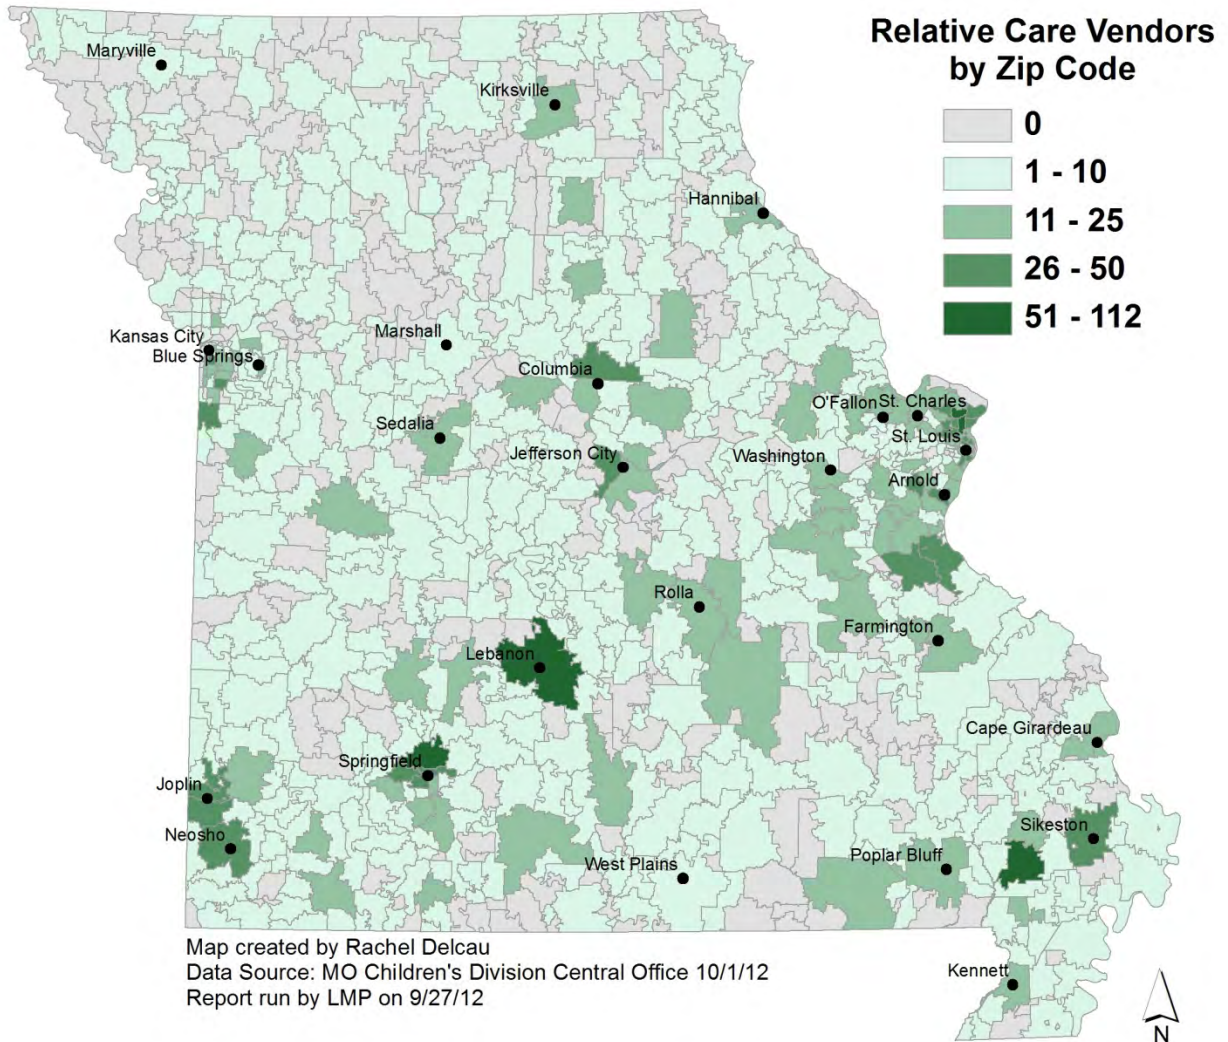 Relative Care Vendors
by Zip Code
0
1 - 10
11 - 25
26 - 50
51 - 112
Maryville
Kirksville
Hannibal
Kansas City
Blue Springs
Marshall
Columbia
Sedalia
Jefferson City
O'Fallon
St. Charles
St. Louis
Washington
Arnold
Rolla
Farmington
Lebanon
Cape Girardeau
Springfield
Joplin
Neosho
Sikeston
Poplar Bluff
West Plains
Kennett
Map created by Rachel Delcau
Data Source: MO Children's Division Central Office 10/1/12
Report run by LMP on 9/27/12
N